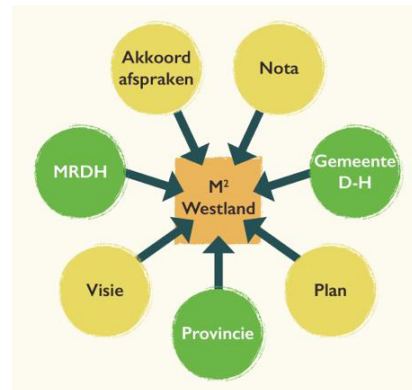 Akkoord
afspraken
Nota
MRDH
Gemeente
D-H
M²
Westland
Visie
Plan
Provincie